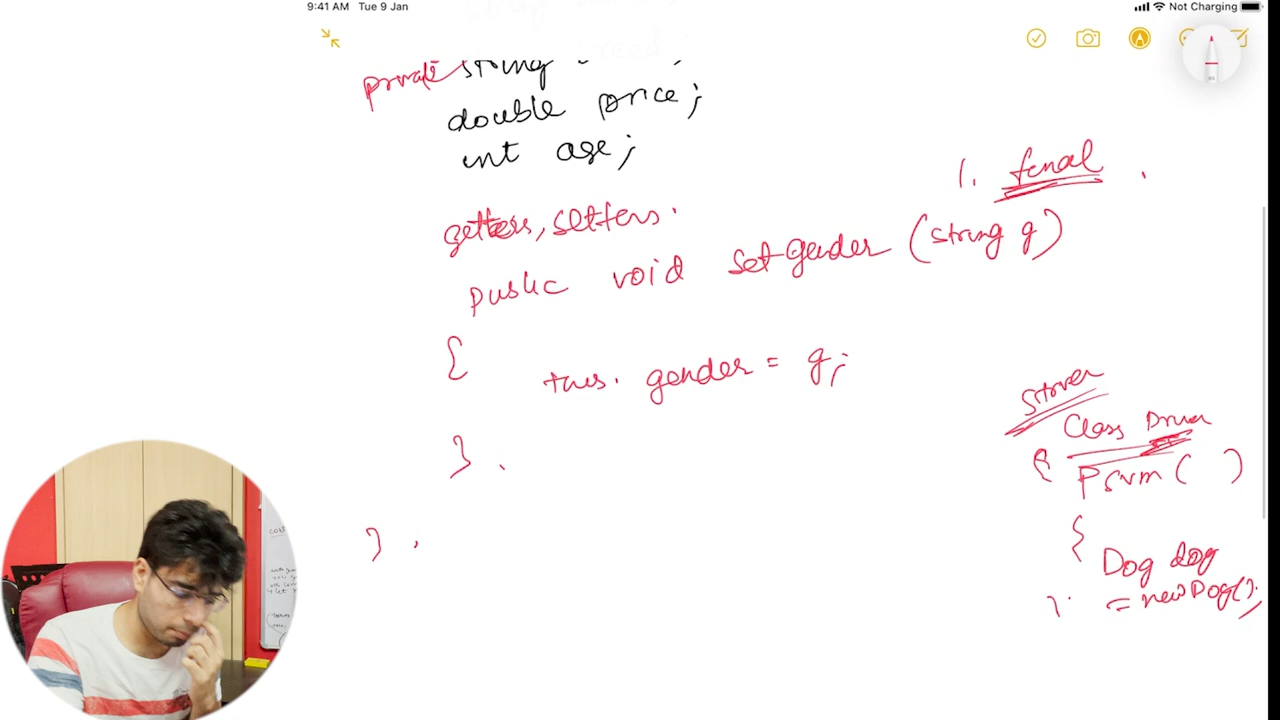 9:41 AM Tue 9 Jan
Not Charging
private string
double price;
int age;
1. final .
getters, setters.
public void setgender (string g)
{
this. gender = g;
} .
} .
Class Driver
{ Psvm ( )
{
Dog dog
= new Dog();
} .